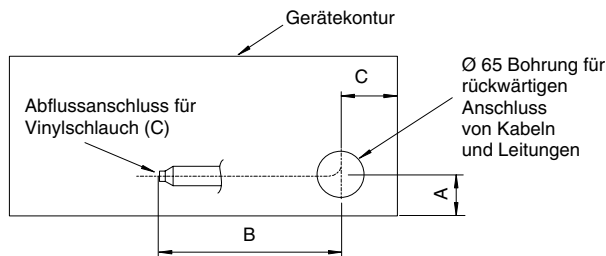 Gerätekontur
C
Ø 65 Bohrung für
rückwärtigen
Anschluss
von Kabeln
und Leitungen
Abflussanschluss für
Vinylschlauch (C)
A
B